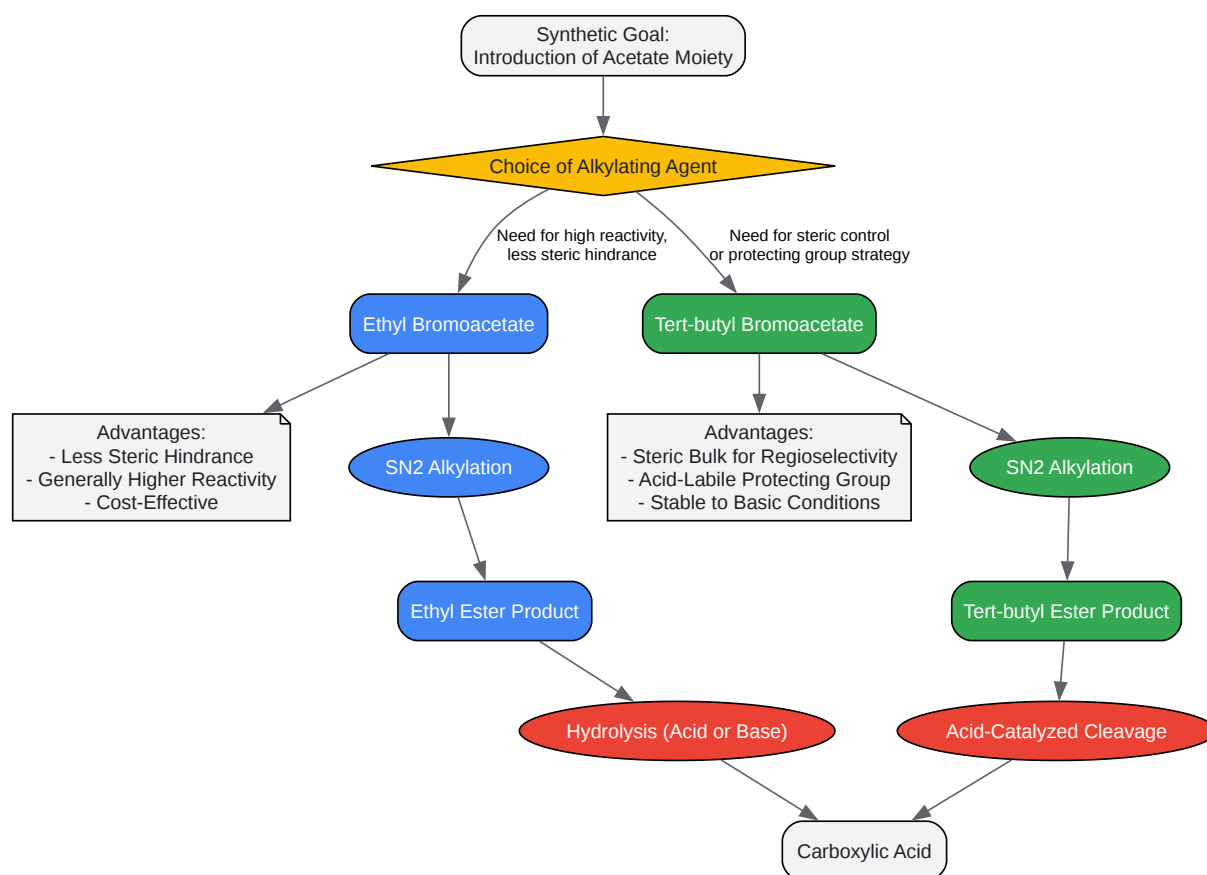 Synthetic Goal:
Introduction of Acetate Moiety
Choice of Alkylating Agent
Need for high reactivity,
less steric hindrance
Need for steric control
or protecting group strategy
Ethyl Bromoacetate
Tert-butyl Bromoacetate
Advantages:
- Less Steric Hindrance
- Generally Higher Reactivity
- Cost-Effective
SN2 Alkylation
Advantages:
- Steric Bulk for Regioselectivity
- Acid-Labile Protecting Group
- Stable to Basic Conditions
SN2 Alkylation
Ethyl Ester Product
Tert-butyl Ester Product
Hydrolysis (Acid or Base)
Acid-Catalyzed Cleavage
Carboxylic Acid